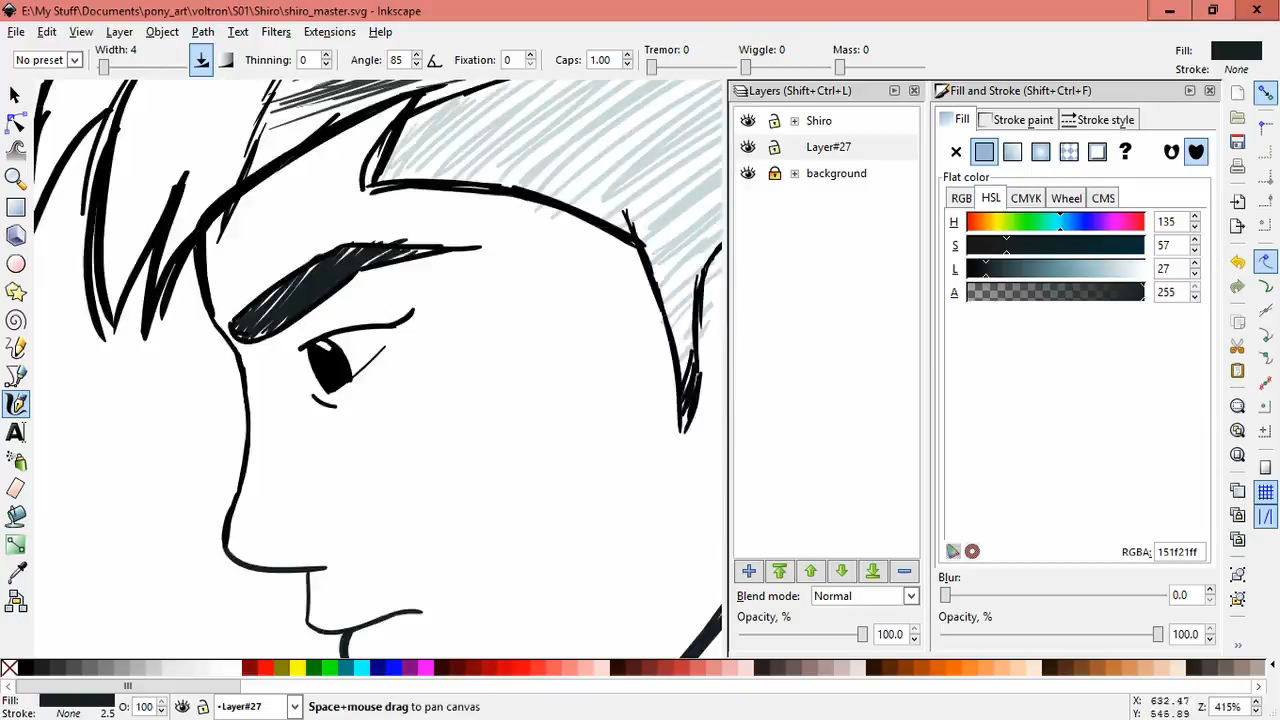 E:\My Stuff\Documents\pony_art\voltron\S01\Shiro\shiro_master.svg - Inkscape
File Edit View Layer Object Path Filters Text Extensions Help
No preset Width: 4 Thinning: 0 Angle: 85 Fixation: 0 Caps: 1.00 Tremor: 0 Wiggle: 0 Mass: 0 Fill:
Stroke: None
Layers (Shift+Ctrl+L) Fill and Stroke (Shift+Ctrl+F)
Shiro Fill Stroke paint Stroke style
Layer#27
background
?
Flat color
RGB HSL CMYK Wheel CMS
H 135
S 57
L 27
A 255
RGBA: 151f21ff
Blur:
Blend mode: Normal 0.0
Opacity, % Opacity, %
100.0 100.0
Fill: O: 100 Layer#27 Space+mouse drag to pan canvas X: 632.47 Z: 415%
Stroke: None 2.5 Y: 545.89